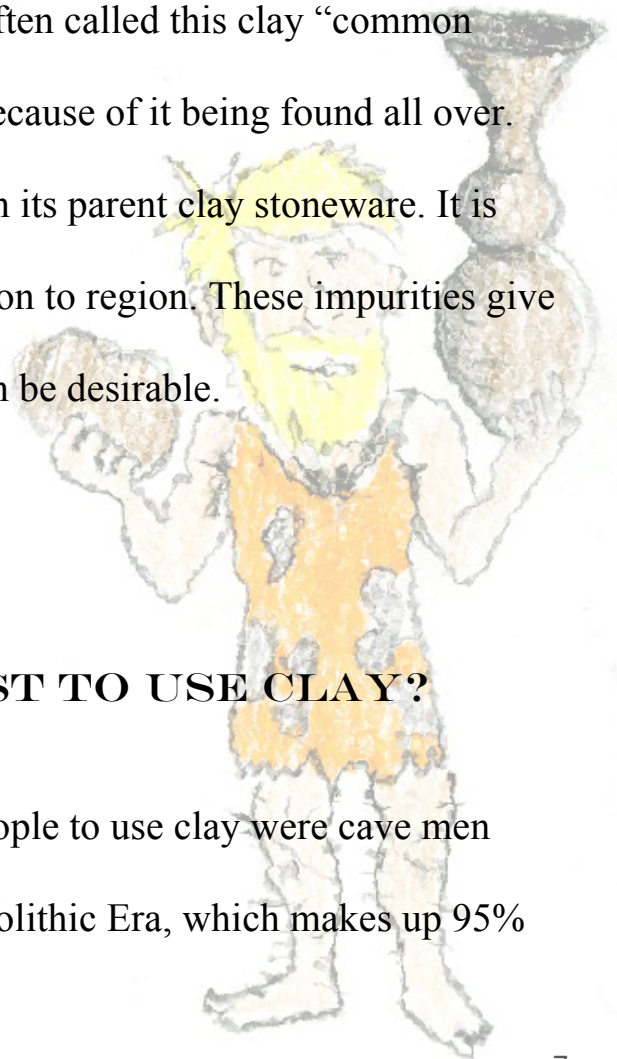 ften called this clay “common
ecause of it being found all over.
n its parent clay stoneware. It is
on to region. These impurities give
n be desirable.
ST TO USE CLAY?
ople to use clay were cave men
olithic Era, which makes up 95%